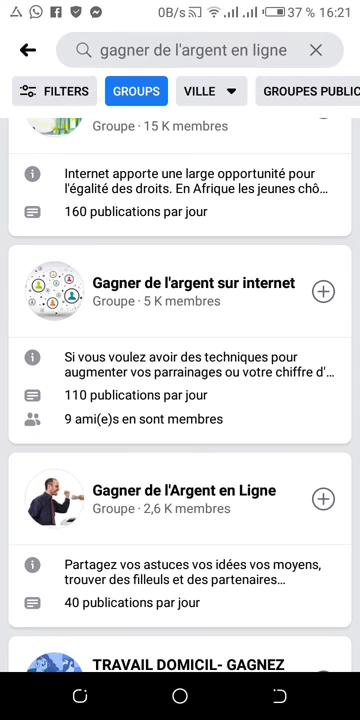 0B/s 37 % 16:21
gagner de l'argent en ligne
FILTERS GROUPS VILLE GROUPES PUBLIC
Groupe · 15 K membres
Internet apporte une large opportunité pour
l'égalité des droits. En Afrique les jeunes chô...
160 publications par jour
Gagner de l'argent sur internet
Groupe · 5 K membres
Si vous voulez avoir des techniques pour
augmenter vos parrainages ou votre chiffre d'...
110 publications par jour
9 ami(e)s en sont membres
Gagner de l'Argent en Ligne
Groupe · 2,6 K membres
Partagez vos astuces vos idées vos moyens,
trouver des filleuls et des partenaires...
40 publications par jour
TRAVAIL DOMICIL- GAGNEZ